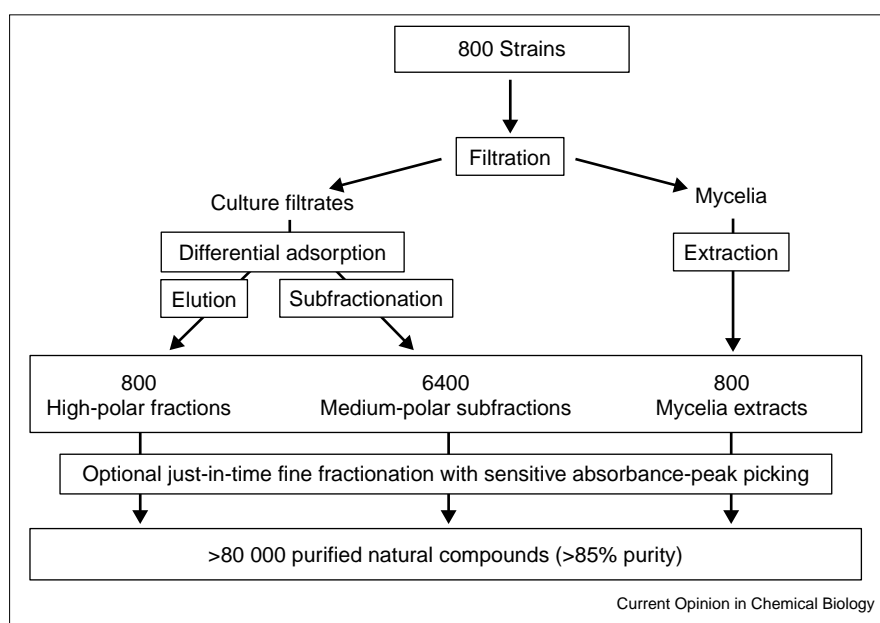 800 Strains
Filtration
Culture filtrates
Mycelia
Differential adsorption
Extraction
Elution
Subfractionation
800
High-polar fractions
6400
Medium-polar subfractions
800
Mycelia extracts
Optional just-in-time fine fractionation with sensitive absorbance-peak picking
>80 000 purified natural compounds (>85% purity)
Current Opinion in Chemical Biology